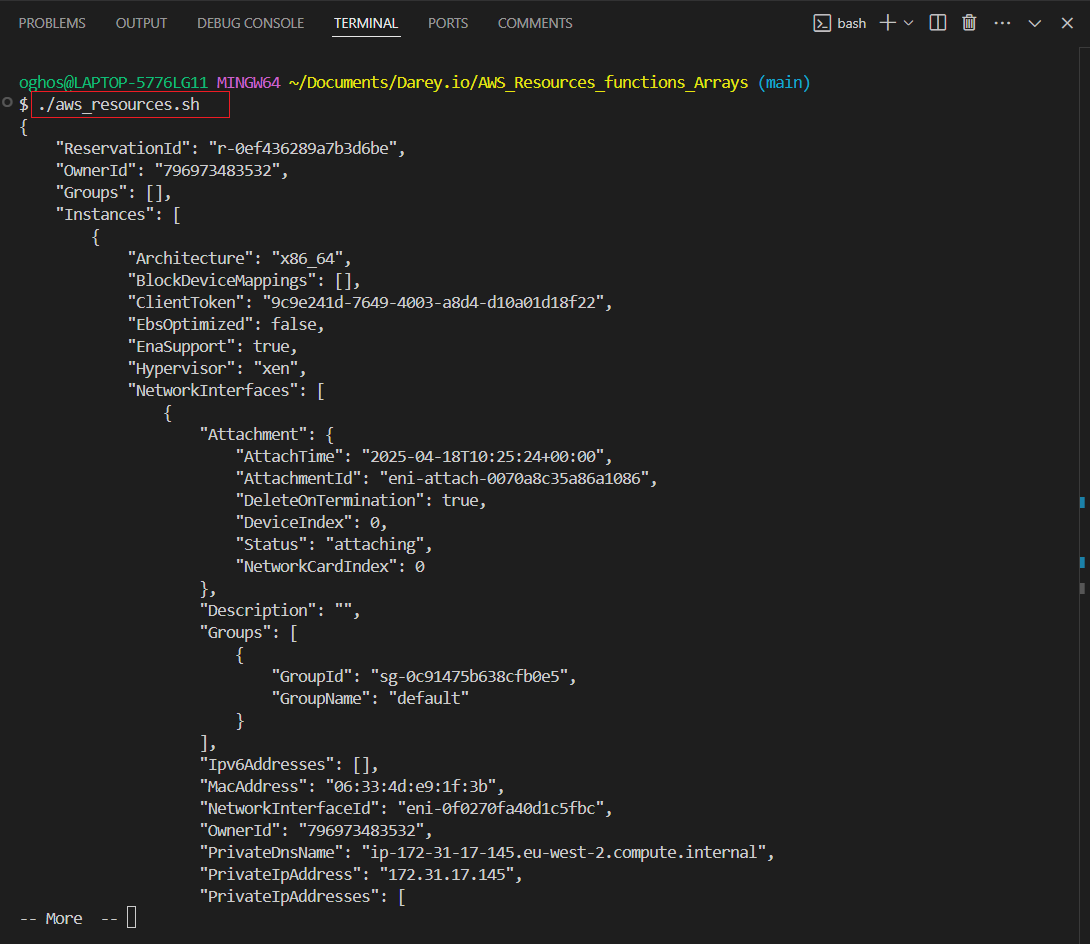 PROBLEMS OUTPUT DEBUG CONSOLE TERMINAL PORTS COMMENTS bash
oghos@LAPTOP-5776LG11 MINGW64 ~/Documents/Darey.io/AWS_Resources_functions_Arrays (main)
$ ./aws_resources.sh
{
    "ReservationId": "r-0ef436289a7b3d6be",
    "OwnerId": "796973483532",
    "Groups": [],
    "Instances": [
        {
            "Architecture": "x86_64",
            "BlockDeviceMappings": [],
            "ClientToken": "9c9e241d-7649-4003-a8d4-d10a01d18f22",
            "EbsOptimized": false,
            "EnaSupport": true,
            "Hypervisor": "xen",
            "NetworkInterfaces": [
                {
                    "Attachment": {
                        "AttachTime": "2025-04-18T10:25:24+00:00",
                        "AttachmentId": "eni-attach-0070a8c35a86a1086",
                        "DeleteOnTermination": true,
                        "DeviceIndex": 0,
                        "Status": "attaching",
                        "NetworkCardIndex": 0
                    },
                    "Description": "",
                    "Groups": [
                        {
                            "GroupId": "sg-0c91475b638cfb0e5",
                            "GroupName": "default"
                        }
                    ],
                    "Ipv6Addresses": [],
                    "MacAddress": "06:33:4d:e9:1f:3b",
                    "NetworkInterfaceId": "eni-0f0270fa40d1c5fbc",
                    "OwnerId": "796973483532",
                    "PrivateDnsName": "ip-172-31-17-145.eu-west-2.compute.internal",
                    "PrivateIpAddress": "172.31.17.145",
                    "PrivateIpAddresses": [
-- More  --